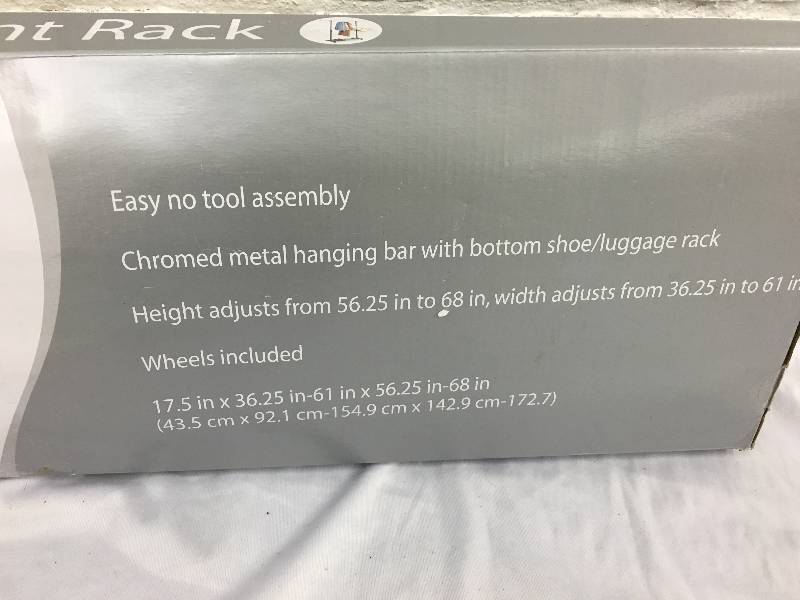 nt Rack
Easy no tool assembly
Chromed metal hanging bar with bottom shoe/luggage rack
Height adjusts from 56.25 in to 68 in, width adjusts from 36.25 in to 61 in
Wheels included
17.5 in x 36.25 in-61 in x 56.25 in-68 in
(43.5 cm x 92.1 cm-154.9 cm x 142.9 cm-172.7)